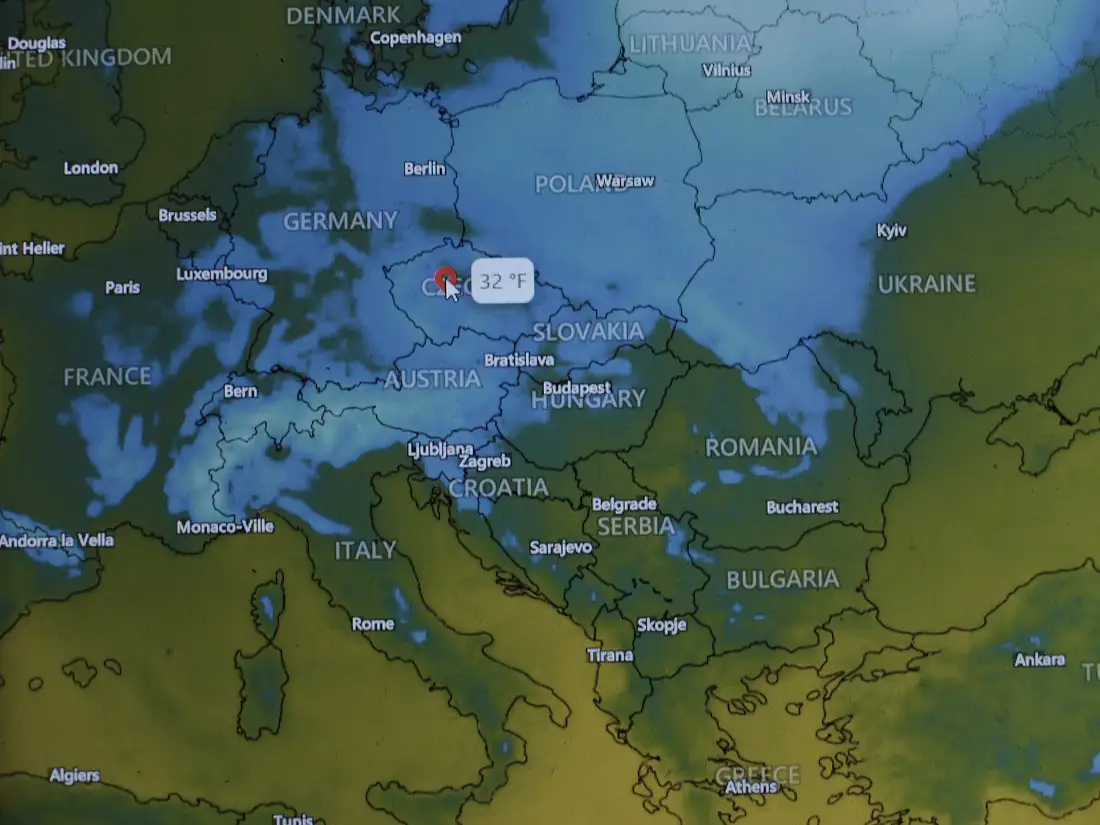 DENMARK
Copenhagen
Douglas
LITHUANIA
TED KINGDOM
Vilnius
Minsk
BELARUS
London
Berlin
POLAND
Warsaw
Brussels
GERMANY
Kyiv
int Helier
Luxembourg
Paris
32 °F
UKRAINE
SLOVAKIA
Bratislava
FRANCE
AUSTRIA
Bern
Budapest
HUNGARY
Ljubljana
Zagreb
ROMANIA
CROATIA
Belgrade
Bucharest
Monaco-Ville
SERBIA
Andorra la Vella
ITALY
Sarajevo
BULGARIA
Rome
Skopje
Tirana
Ankara
Algiers
GREECE
Athens
Tunis